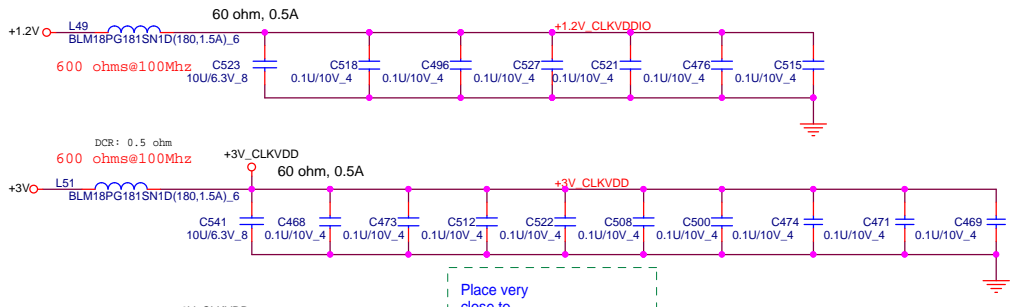 60 ohm, 0.5A
+1.2V
L49
+1.2V_CLKVDDIO
BLM18PG181SN1D(180,1.5A)_6
600 ohms@100Mhz
C523
C518
C496
C527
C521
C476
C515
10U/6.3V_8
0.1U/10V_4
0.1U/10V_4
0.1U/10V_4
0.1U/10V_4
0.1U/10V_4
0.1U/10V_4
DCR: 0.5 ohm
600 ohms@100Mhz
+3V_CLKVDD
60 ohm, 0.5A
+3V
L51
+3V_CLKVDD
BLM18PG181SN1D(180,1.5A)_6
C541
C468
C473
C512
C522
C508
C500
C474
C471
C469
10U/6.3V_8
0.1U/10V_4
0.1U/10V_4
0.1U/10V_4
0.1U/10V_4
0.1U/10V_4
0.1U/10V_4
0.1U/10V_4
0.1U/10V_4
0.1U/10V_4
Place very
close to